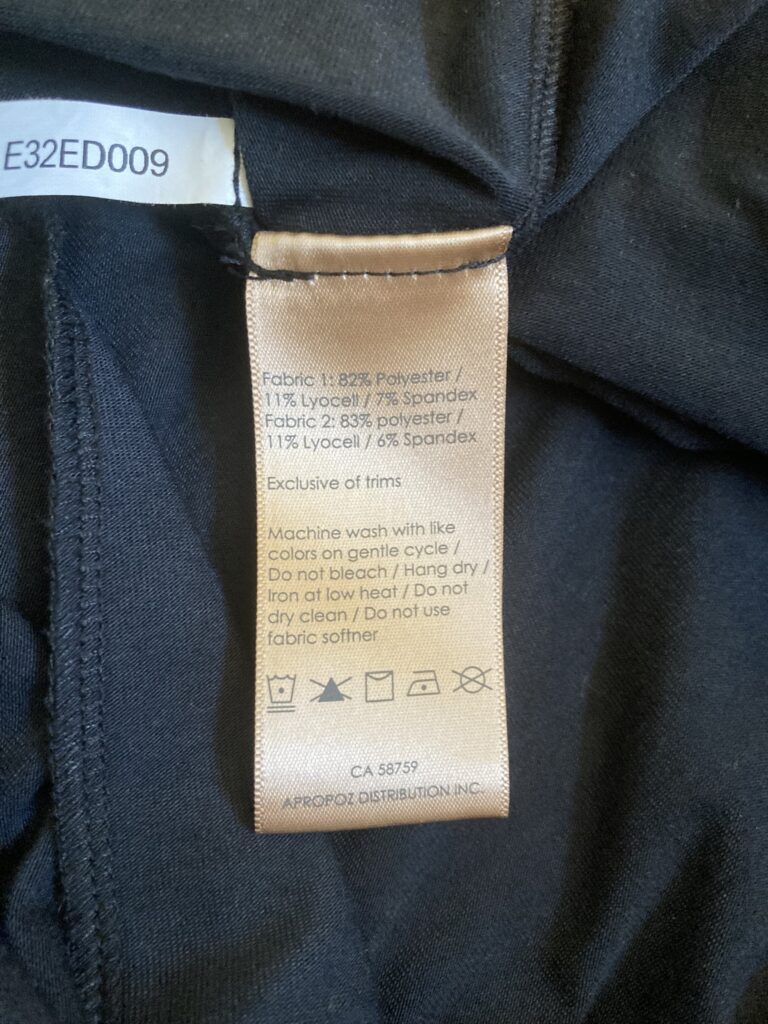 E32ED009
Fabric 1: 82% Polyester /
11% Lyocell / 7% Spandex
Fabric 2: 83% polyester /
11% Lyocell / 6% Spandex
Exclusive of trims
Machine wash with like
colors on gentle cycle /
Do not bleach / Hang dry /
Iron at low heat / Do not
dry clean / Do not use
fabric softner
CA 58759
APROPOZ DISTRIBUTION INC.